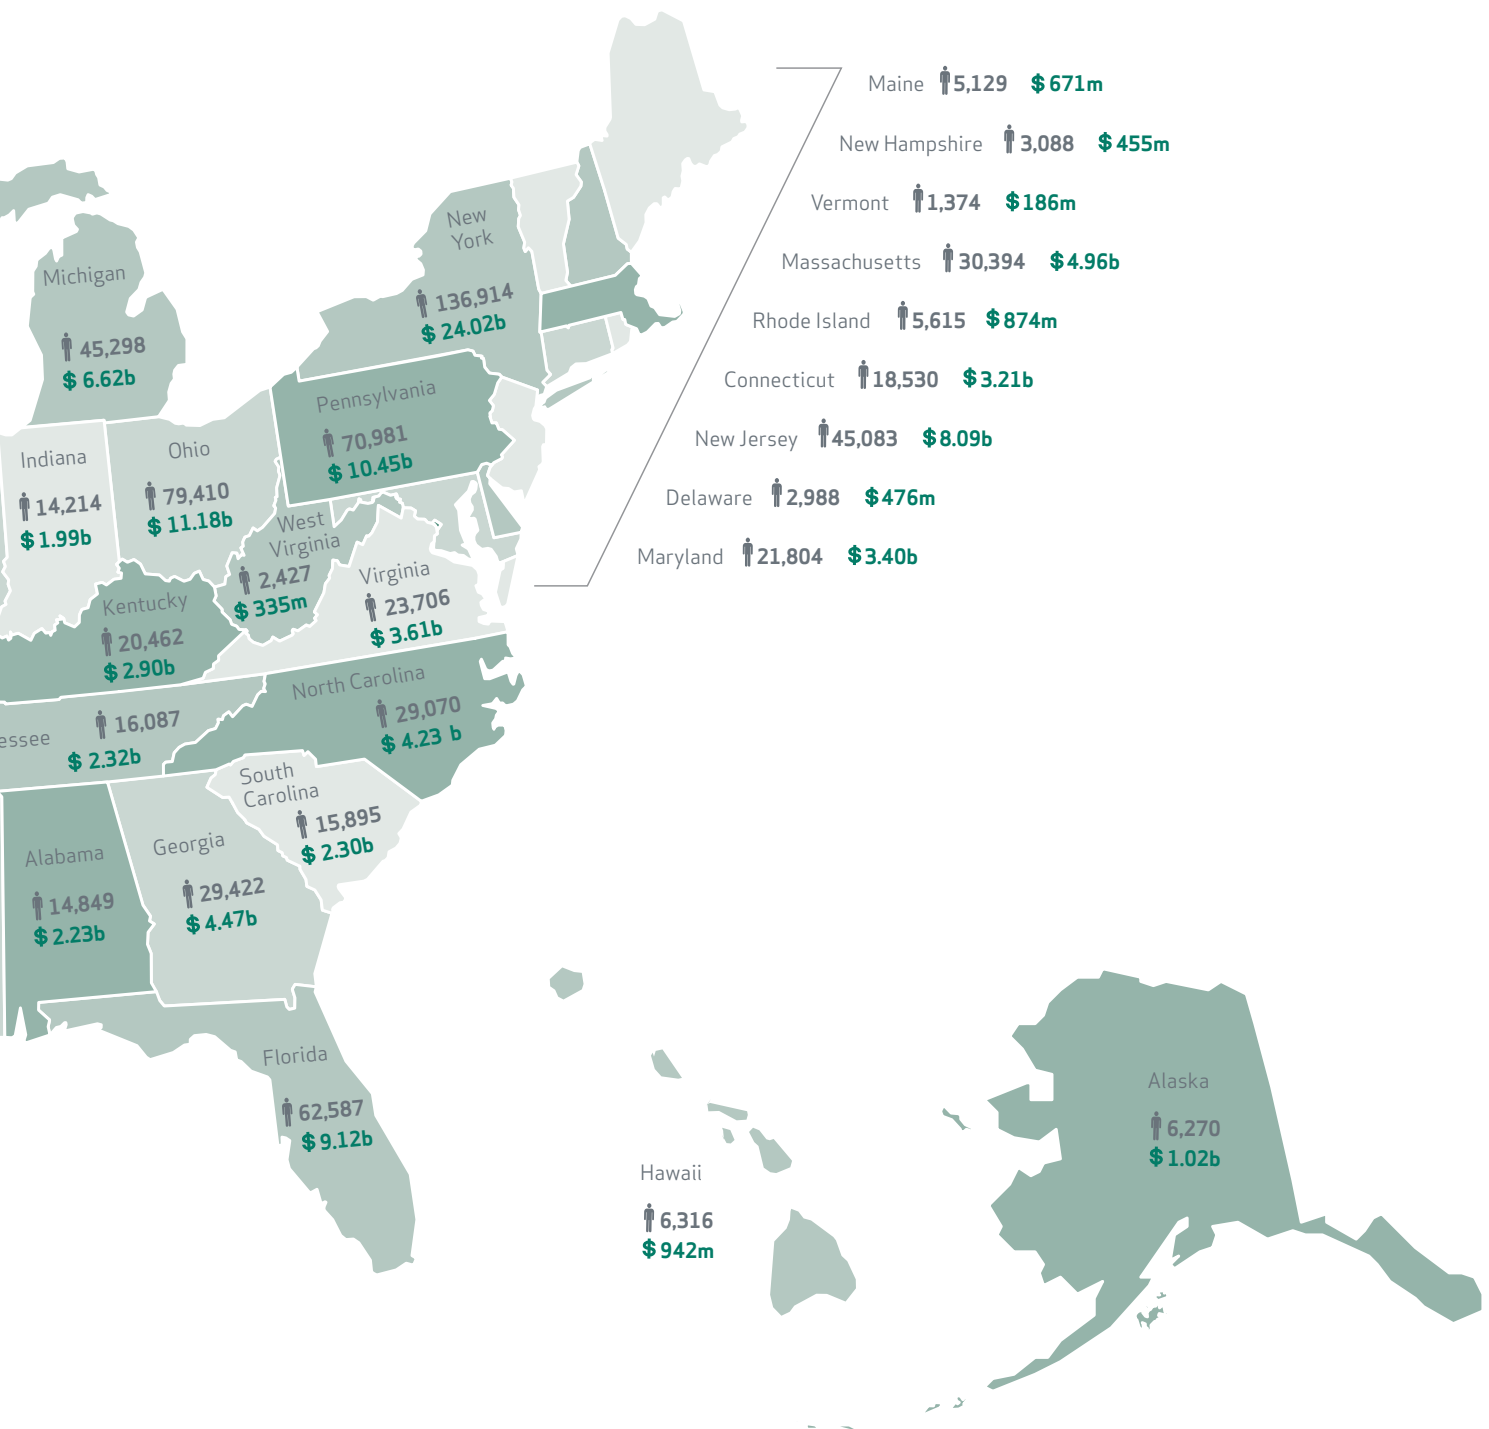 Maine 5,129 $ 671m
New Hampshire 3,088 $ 455m
Vermont 1,374 $ 186m
Massachusetts 30,394 $ 4.96b
Rhode Island 5,615 $ 874m
Connecticut 18,530 $ 3.21b
New Jersey 45,083 $ 8.09b
Delaware 2,988 $ 476m
Maryland 21,804 $ 3.40b
New
York
136,914
$ 24.02b
Michigan
45,298
$ 6.62b
Pennsylvania
70,981
$ 10.45b
Indiana
14,214
$ 1.99b
Ohio
79,410
$ 11.18b
West
Virginia
2,427
$ 335m
Virginia
23,706
$ 3.61b
Kentucky
20,462
$ 2.90b
North Carolina
29,070
$ 4.23 b
essee 16,087
$ 2.32b
South
Carolina
15,895
$ 2.30b
Georgia
29,422
$ 4.47b
Alabama
14,849
$ 2.23b
Florida
62,587
$ 9.12b
Hawaii
6,316
$ 942m
Alaska
6,270
$ 1.02b